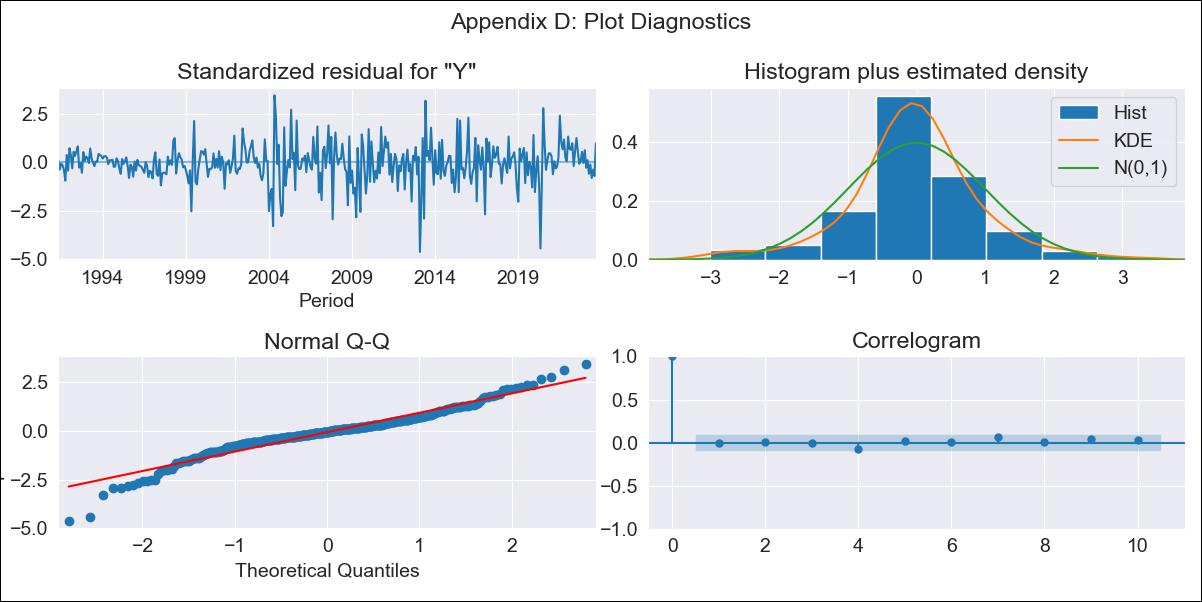 Appendix D: Plot Diagnostics
Standardized residual for "Y"
2.5
0.0
−2.5
−5.0
1994 1999 2004 2009 2014 2019
Period
Histogram plus estimated density
Hist
KDE
N(0,1)
0.4
0.2
0.0
−3 −2 −1 0 1 2 3
Normal Q-Q
2.5
0.0
−2.5
−5.0
−2 −1 0 1 2
Theoretical Quantiles
Correlogram
1.0
0.5
0.0
−0.5
−1.0
0 2 4 6 8 10